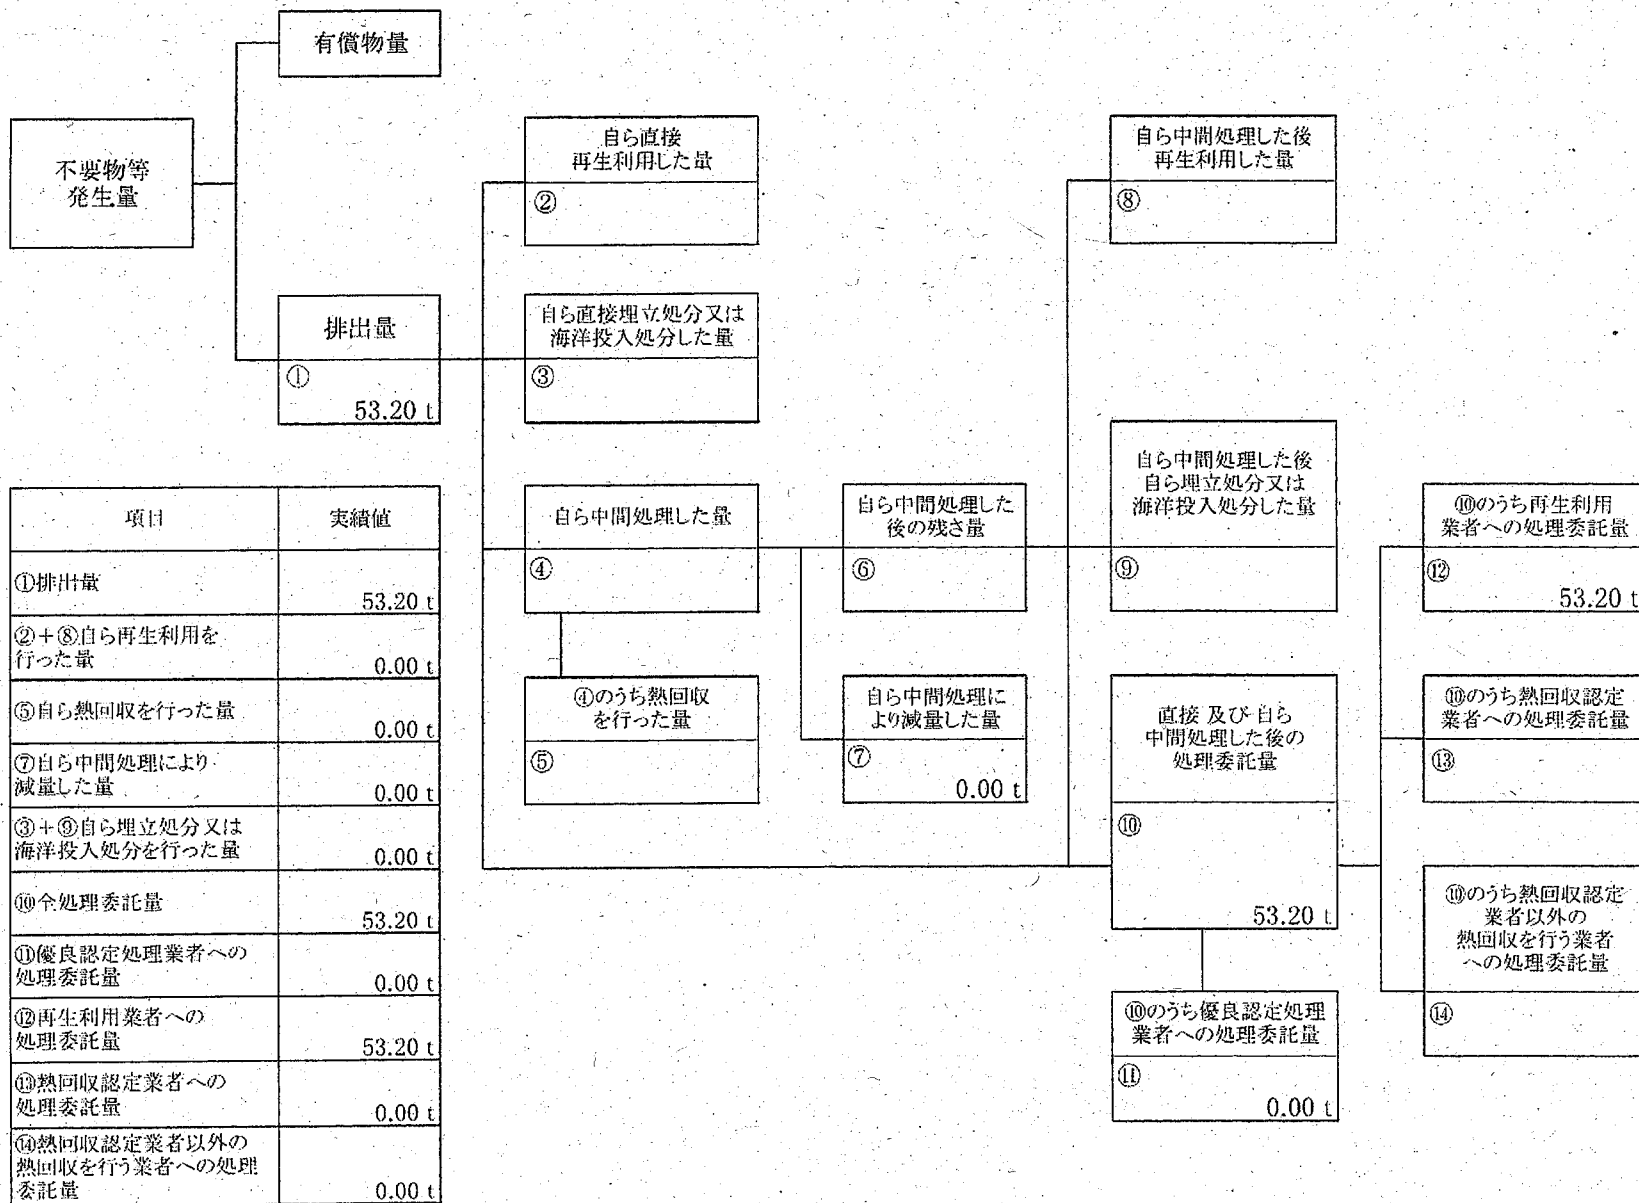 有償物量
不要物等
発生量
排出量
①
53.20 t
自ら直接
再生利用した量
②
自ら直接埋立処分又は
海洋投入処分した量
③
自ら中間処理した量
④
④のうち熱回収
を行った量
⑤
自ら中間処理した
後の残さ量
⑥
自ら中間処理に
より減量した量
⑦
0.00 t
自ら中間処理した後
再生利用した量
⑧
自ら中間処理した後
自ら埋立処分又は
海洋投入処分した量
⑨
直接及び自ら
中間処理した後の
処理委託量
⑩
53.20 t
⑩のうち優良認定処理
業者への処理委託量
⑪
0.00 t
⑩のうち再生利用
業者への処理委託量
⑫
53.20 t
⑩のうち熱回収認定
業者への処理委託量
⑬
⑩のうち熱回収認定
業者以外の
熱回収を行う業者
への処理委託量
⑭
項目 実績値
①排出量
53.20 t
②+⑧自ら再生利用を
行った量
0.00 t
⑤自ら熱回収を行った量
0.00 t
⑦自ら中間処理により
減量した量
0.00 t
③+⑨自ら埋立処分又は
海洋投入処分を行った量
0.00 t
⑩全処理委託量
53.20 t
⑪優良認定処理業者への
処理委託量
0.00 t
⑫再生利用業者への
処理委託量
53.20 t
⑬熱回収認定業者への
処理委託量
0.00 t
⑭熱回収認定業者以外の
熱回収を行う業者への処理
委託量
0.00 t